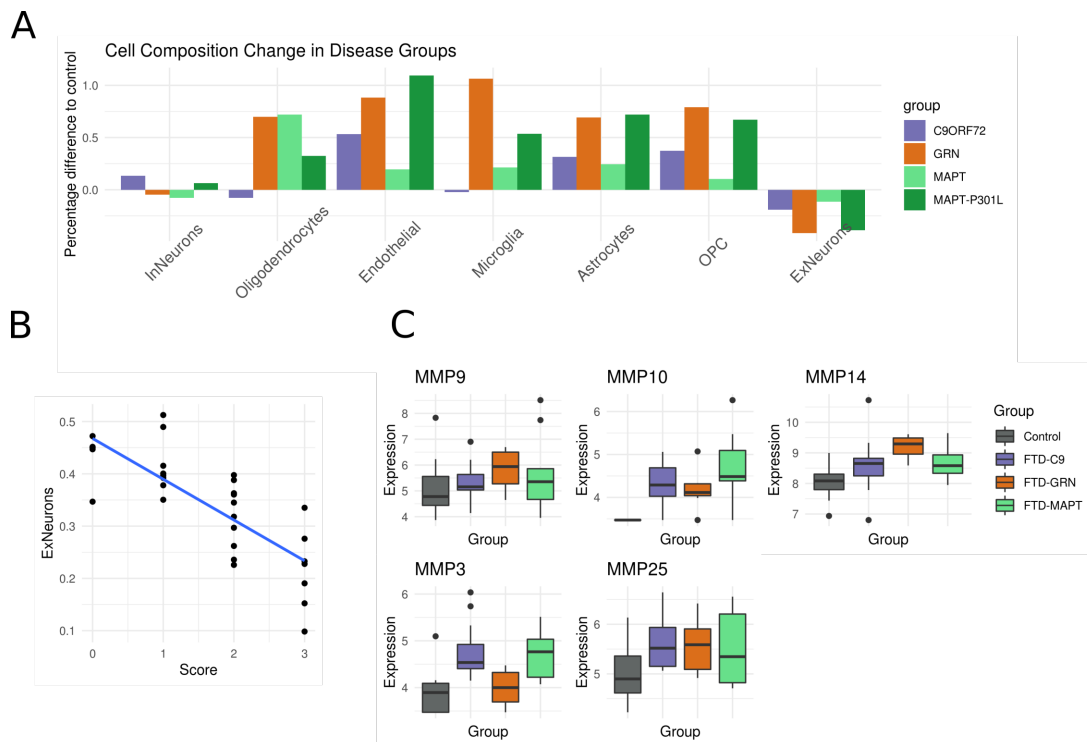 A
Cell Composition Change in Disease Groups
Percentage difference to control
1.0
0.5
0.0
InNeurons
Oligodendrocytes
Endothelial
Microglia
Astrocytes
OPC
ExNeurons
group
C9ORF72
GRN
MAPT
MAPT-P301L
B
ExNeurons
0.5
0.4
0.3
0.2
0.1
0 1 2 3
Score
C
MMP9
Expression
8
7
6
5
4
Group
MMP10
Expression
6
5
4
Group
MMP14
Expression
10
9
8
7
Group
Group
Control
FTD-C9
FTD-GRN
FTD-MAPT
MMP3
Expression
6
5
4
Group
MMP25
Expression
6
5
Group